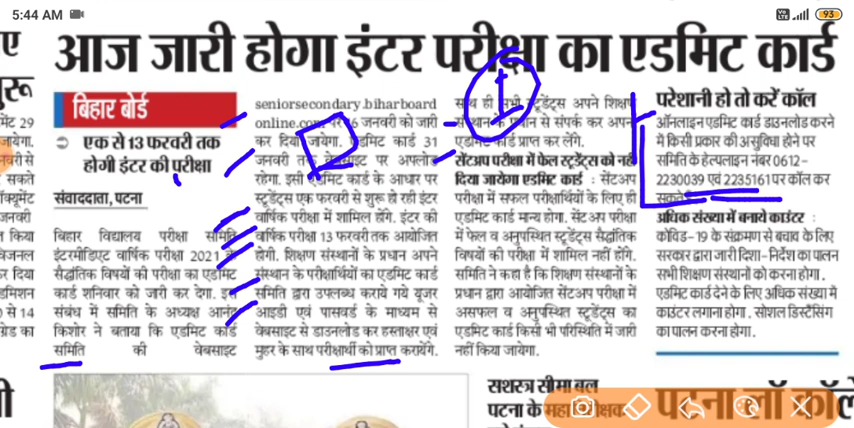 5:44 AM
93
आज जारी होगा इंटर परीक्षा का एडमिट कार्ड
बिहार बोर्ड
एक से 13 फरवरी तक
होगी इंटर की परीक्षा
संवाददाता, पटना
बिहार विद्यालय परीक्षा समिति
इंटरमीडिएट वार्षिक परीक्षा 2021 के
सैद्धांतिक विषयों की परीक्षा का एडमिट
कार्ड शनिवार को जारी कर देगा. इस
संबंध में समिति के अध्यक्ष आनंद
किशोर ने बताया कि एडमिट कार्ड
समिति की वेबसाइट
seniorsecondary.biharboard
online.com पर 16 जनवरी को जारी
कर दिया जायेगा. एडमिट कार्ड 31
जनवरी तक वेबसाइट पर अपलोड
रहेगा. इसी एडमिट कार्ड के आधार पर
स्टूडेंट्स एक फरवरी से शुरू हो रही इंटर
वार्षिक परीक्षा में शामिल होंगे. इंटर की
वार्षिक परीक्षा 13 फरवरी तक आयोजित
होगी. शिक्षण संस्थानों के प्रधान अपने
संस्थान के परीक्षार्थियों का एडमिट कार्ड
समिति द्वारा उपलब्ध कराये गये यूजर
आइडी एवं पासवर्ड के माध्यम से
वेबसाइट से डाउनलोड कर हस्ताक्षर एवं
मुहर के साथ परीक्षार्थी को प्राप्त करायेंगे.
साथ ही सभी स्टूडेंट्स अपने शिक्षण
संस्थान के प्रधान से संपर्क कर अपना
एडमिट कार्ड प्राप्त कर लेंगे.
सेंटअप परीक्षा में फेल स्टूडेंट्स को नहीं
दिया जायेगा एडमिट कार्ड : सेंटअप
परीक्षा में सफल परीक्षार्थियों के लिए ही
एडमिट कार्ड मान्य होगा. सेंटअप परीक्षा
में फेल व अनुपस्थित स्टूडेंट्स सैद्धांतिक
विषयों की परीक्षा में शामिल नहीं होंगे.
समिति ने कहा है कि शिक्षण संस्थानों के
प्रधान द्वारा आयोजित सेंटअप परीक्षा में
असफल व अनुपस्थित स्टूडेंट्स का
एडमिट कार्ड किसी भी परिस्थिति में जारी
नहीं किया जायेगा.
परेशानी हो तो करें कॉल
ऑनलाइन एडमिट कार्ड डाउनलोड करने
में किसी प्रकार की असुविधा होने पर
समिति के हेल्पलाइन नंबर 0612-
2230039 एवं 2235161 पर कॉल कर
सकते
अधिक संख्या में बनाये काउंटर :
कोविड-19 के संक्रमण से बचाव के लिए
सरकार द्वारा जारी दिशा-निर्देश का पालन
सभी शिक्षण संस्थानों को करना होगा.
एडमिट कार्ड देने के लिए अधिक संख्या में
काउंटर लगाना होगा. सोशल डिस्टैंसिंग
का पालन करना होगा.
सशस्त्र सीमा बल
पटना के
पटना लॉ